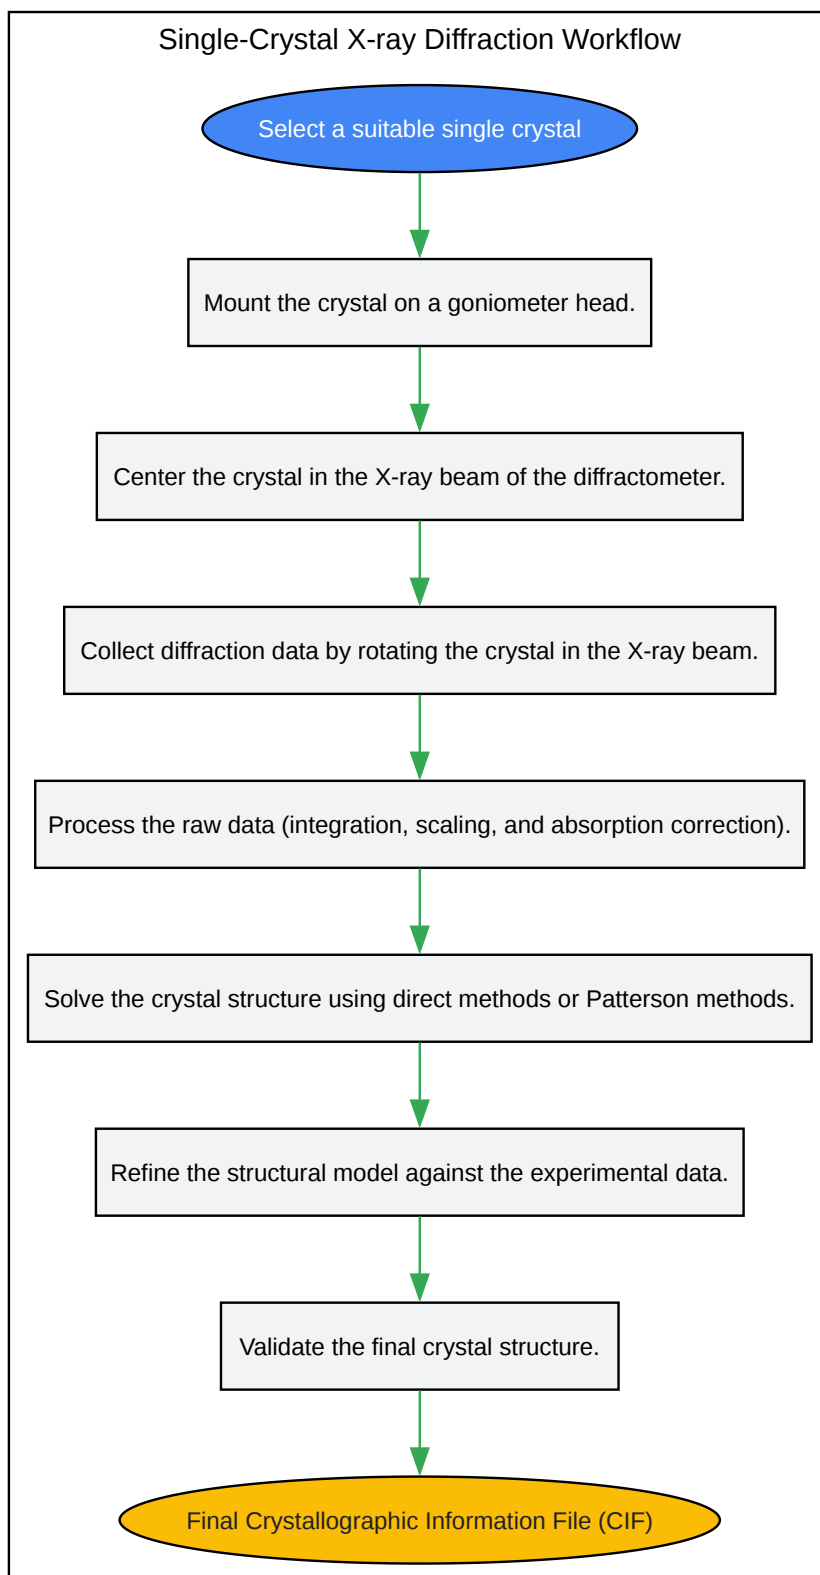 Single-Crystal X-ray Diffraction Workflow
Select a suitable single crystal
Mount the crystal on a goniometer head.
Center the crystal in the X-ray beam of the diffractometer.
Collect diffraction data by rotating the crystal in the X-ray beam.
Process the raw data (integration, scaling, and absorption correction).
Solve the crystal structure using direct methods or Patterson methods.
Refine the structural model against the experimental data.
Validate the final crystal structure.
Final Crystallographic Information File (CIF)